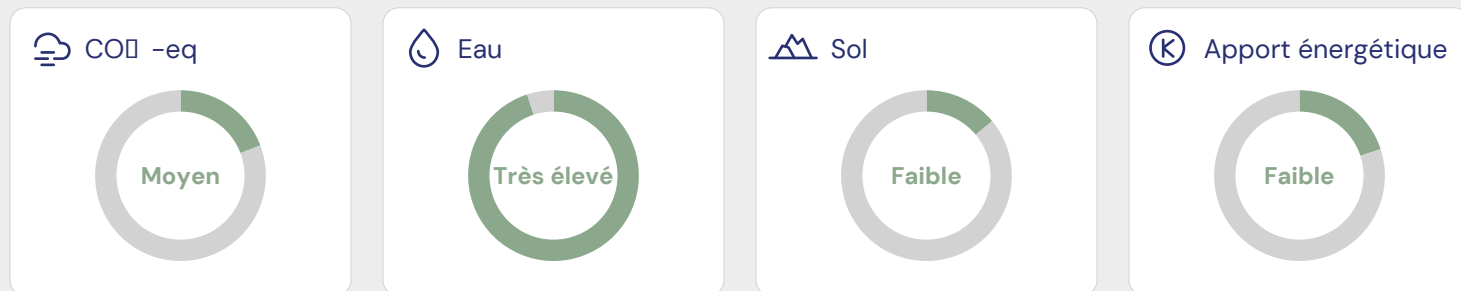 CO▯ -eq
Eau
Sol
Apport énergétique
Moyen
Très élevé
Faible
Faible